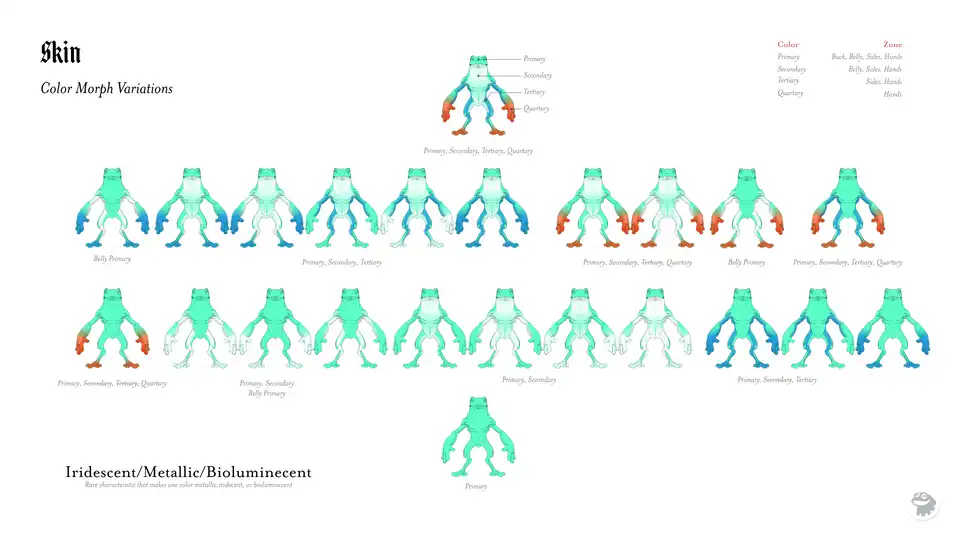 Skin
Color Morph Variations
Color Zone
Primary Back, Belly, Sides, Hands
Secondary Belly, Sides, Hands
Tertiary Sides, Hands
Quartary Hands
Primary
Secondary
Tertiary
Quartary
Primary, Secondary, Tertiary, Quartary
Belly Primary
Primary, Secondary, Tertiary
Primary, Secondary, Tertiary, Quartary
Belly Primary
Primary, Secondary, Tertiary, Quartary
Primary, Secondary, Tertiary, Quartary
Primary, Secondary
Belly Primary
Primary, Secondary
Primary, Secondary, Tertiary
Primary
Iridescent/Metallic/Bioluminecent
Rare characteristic that makes one color metallic, iridecent, or bioluminecent